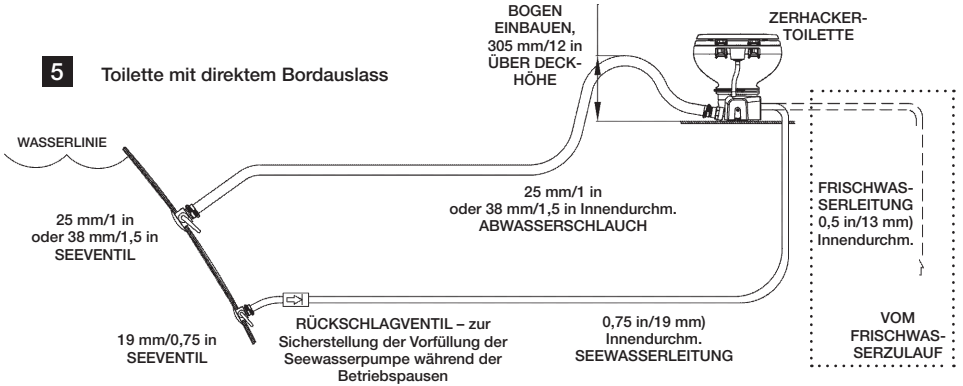 BOGEN
EINBAUEN,
305 mm/12 in
ÜBER DECK-
HÖHE
ZERHACKER-
TOILETTE
5 Toilette mit direktem Bordauslass
WASSERLINIE
25 mm/1 in
oder 38 mm/1,5 in
SEEVENTIL
25 mm/1 in
oder 38 mm/1,5 in Innendurchm.
ABWASSERSCHLAUCH
FRISCHWAS-
SERLEITUNG
0,5 in/13 mm)
Innendurchm.
19 mm/0,75 in
SEEVENTIL
RÜCKSCHLAGVENTIL – zur
Sicherstellung der Vorfüllung der
Seewasserpumpe während der
Betriebspausen
0,75 in/19 mm)
Innendurchm.
SEEWASSERLEITUNG
VOM
FRISCHWAS-
SERZULAUF